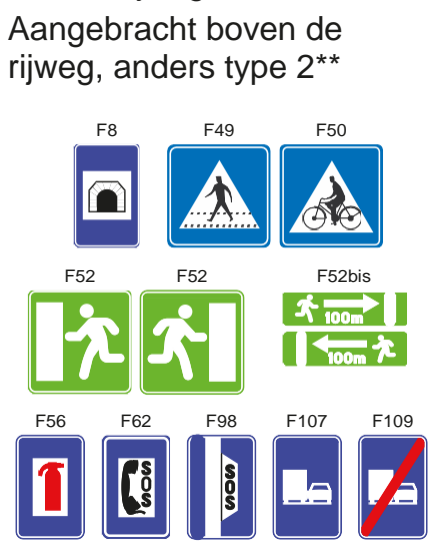 Aangebracht boven de
rijweg, anders type 2**
F8 F49 F50
F52 F52 F52bis
100m
100m
F56 F62 F98 F107 F109
SOS SOS